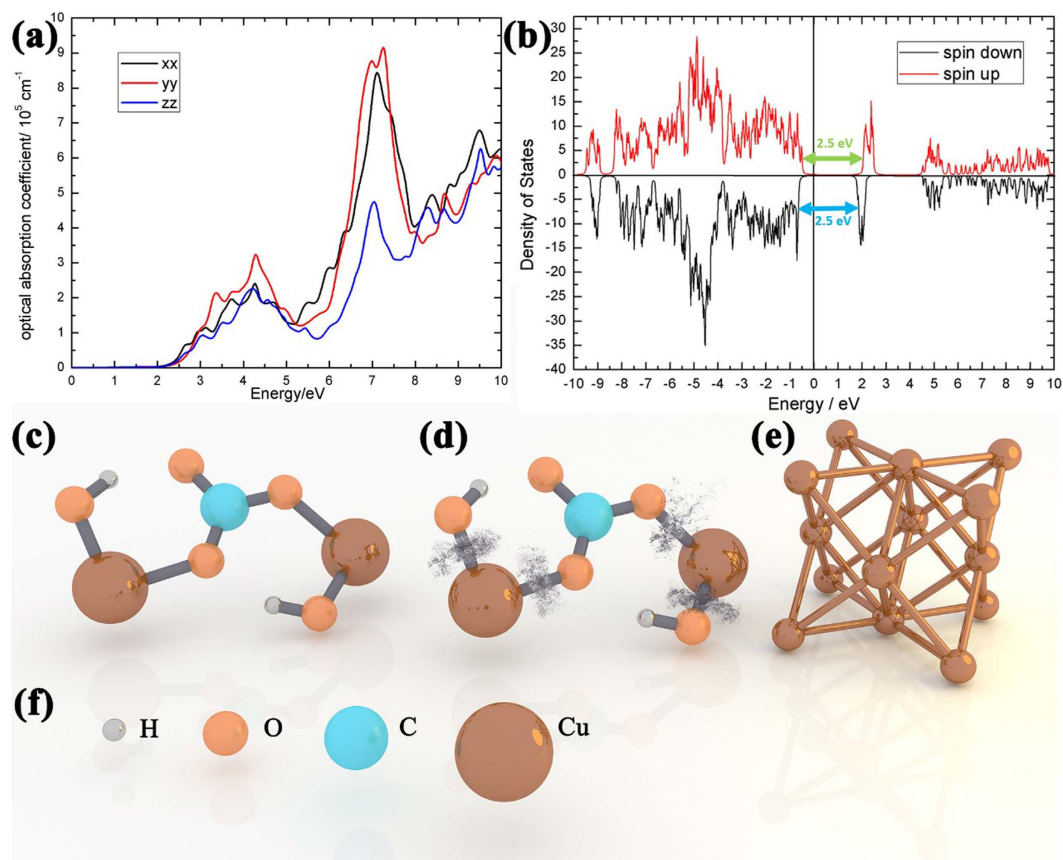 (a)
xx
yy
zz
optical absorption coefficient/ 10⁵ cm⁻¹
10
9
8
7
6
5
4
3
2
1
0
0 1 2 3 4 5 6 7 8 9 10
Energy/eV
(b)
spin down
spin up
Density of States
30
25
20
15
10
5
0
-5
-10
-15
-20
-25
-30
-35
-40
2.5 eV
2.5 eV
-10 -9 -8 -7 -6 -5 -4 -3 -2 -1 0 1 2 3 4 5 6 7 8 9 10
Energy / eV
(c)
(d)
(e)
(f)
H
O
C
Cu